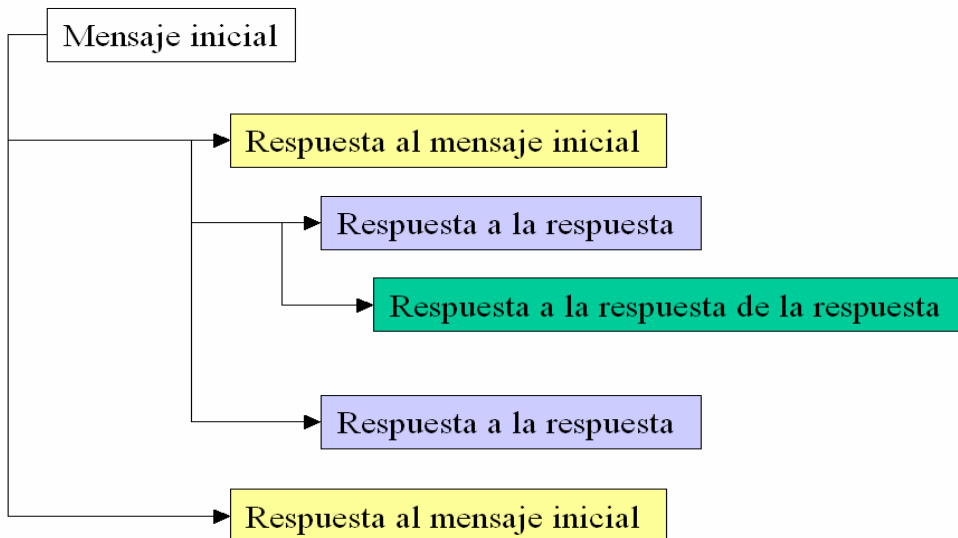 Mensaje inicial
Respuesta al mensaje inicial
Respuesta a la respuesta
Respuesta a la respuesta de la respuesta
Respuesta a la respuesta
Respuesta al mensaje inicial